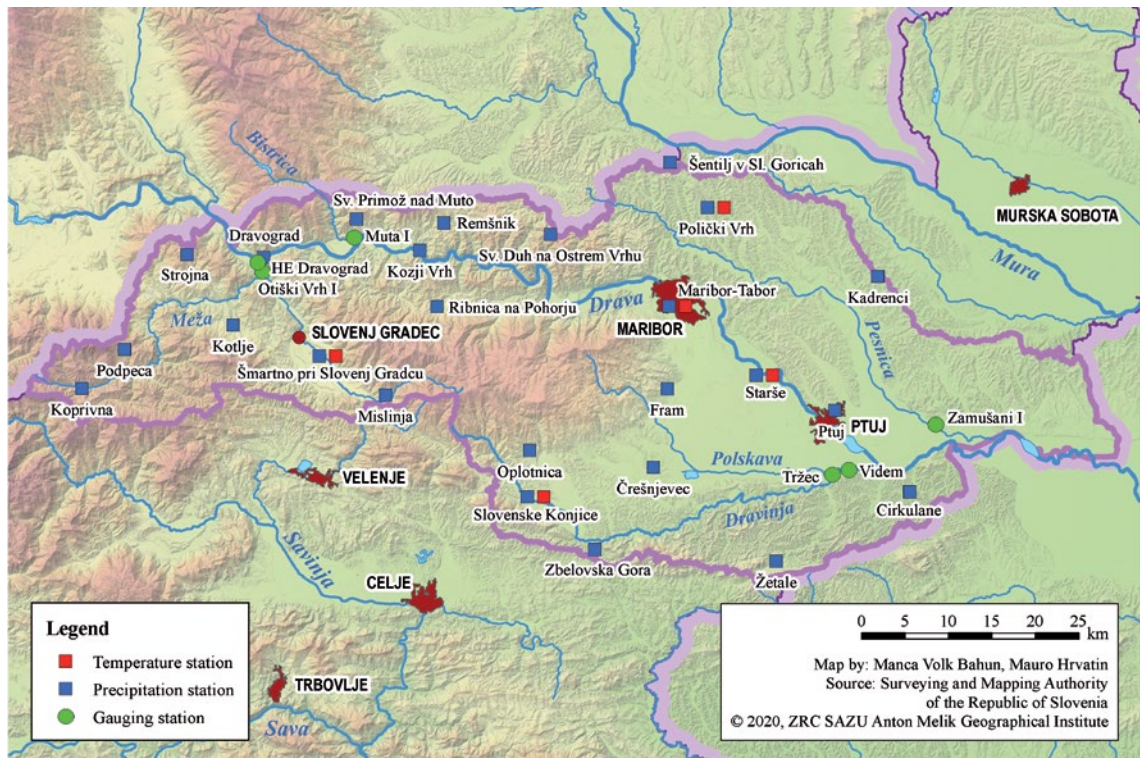 Bistrica
Šentilj v Sl. Goricah
Sv. Primož nad Muto
Remšnik
Polički Vrh
MURSKA SOBOTA
Dravograd
Muta I
Strojna
HE Dravograd
Kozji Vrh
Sv. Duh na Ostrem Vrhu
Mura
Otiški Vrh I
Kadrenci
Meža
Ribnica na Pohorju
Drava
Maribor-Tabor
MARIBOR
Kotlje
SLOVENJ GRADEC
Pesnica
Podpeca
Šmartno pri Slovenj Gradcu
Koprivna
Mislinja
Fram
Starše
Ptuj
PTUJ
Zamušani I
Oplotnica
Polskava
Videm
VELENJE
Črešnjevec
Tržec
Slovenske Konjice
Cirkulane
Dravinja
Savinja
Zbelovska Gora
Žetale
CELJE
TRBOVLJE
Sava
Legend
Temperature station
Precipitation station
Gauging station
0 5 10 15 20 25
km
Map by: Manca Volk Bahun, Mauro Hrvatin
Source: Surveying and Mapping Authority
of the Republic of Slovenia
© 2020, ZRC SAZU Anton Melik Geographical Institute